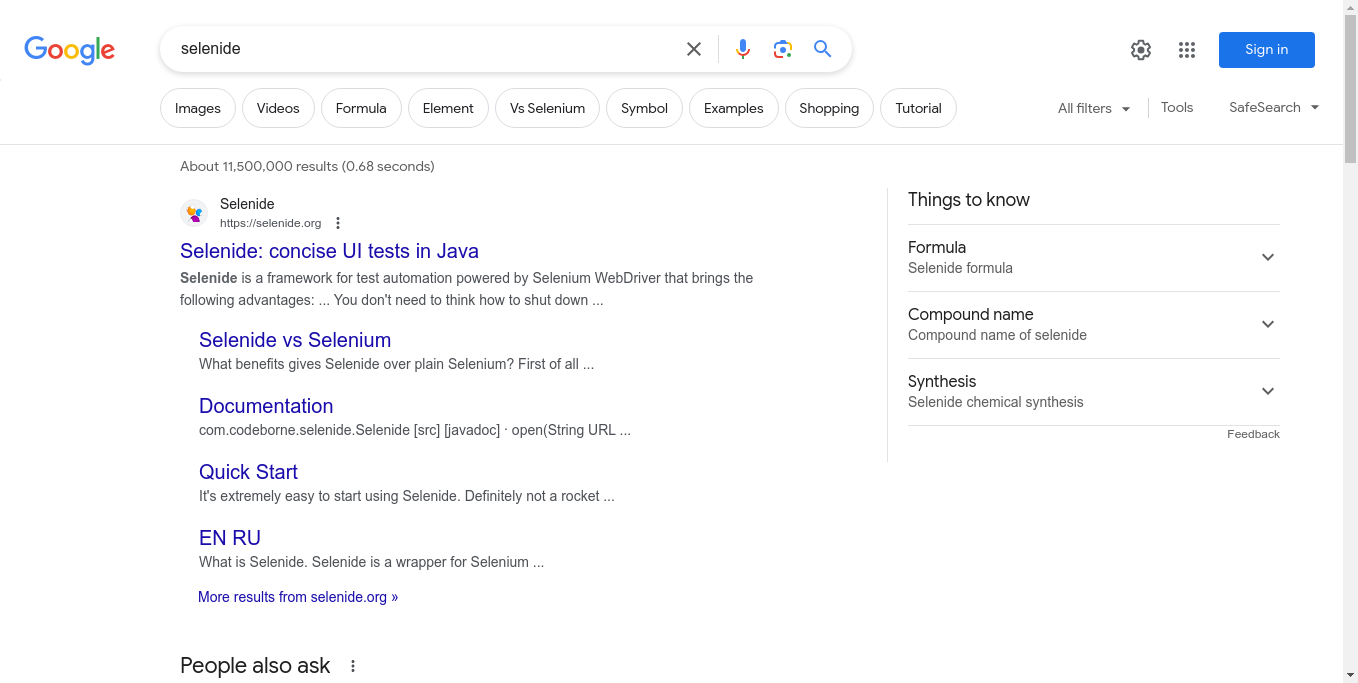 Google
selenide
Sign in
Images
Videos
Formula
Element
Vs Selenium
Symbol
Examples
Shopping
Tutorial
All filters
Tools
SafeSearch
About 11,500,000 results (0.68 seconds)
Selenide
https://selenide.org
Selenide: concise UI tests in Java
Selenide is a framework for test automation powered by Selenium WebDriver that brings the
following advantages: ... You don't need to think how to shut down ...
Selenide vs Selenium
What benefits gives Selenide over plain Selenium? First of all ...
Documentation
com.codeborne.selenide.Selenide [src] [javadoc] · open(String URL ...
Quick Start
It's extremely easy to start using Selenide. Definitely not a rocket ...
EN RU
What is Selenide. Selenide is a wrapper for Selenium ...
More results from selenide.org »
People also ask
Things to know
Formula
Selenide formula
Compound name
Compound name of selenide
Synthesis
Selenide chemical synthesis
Feedback